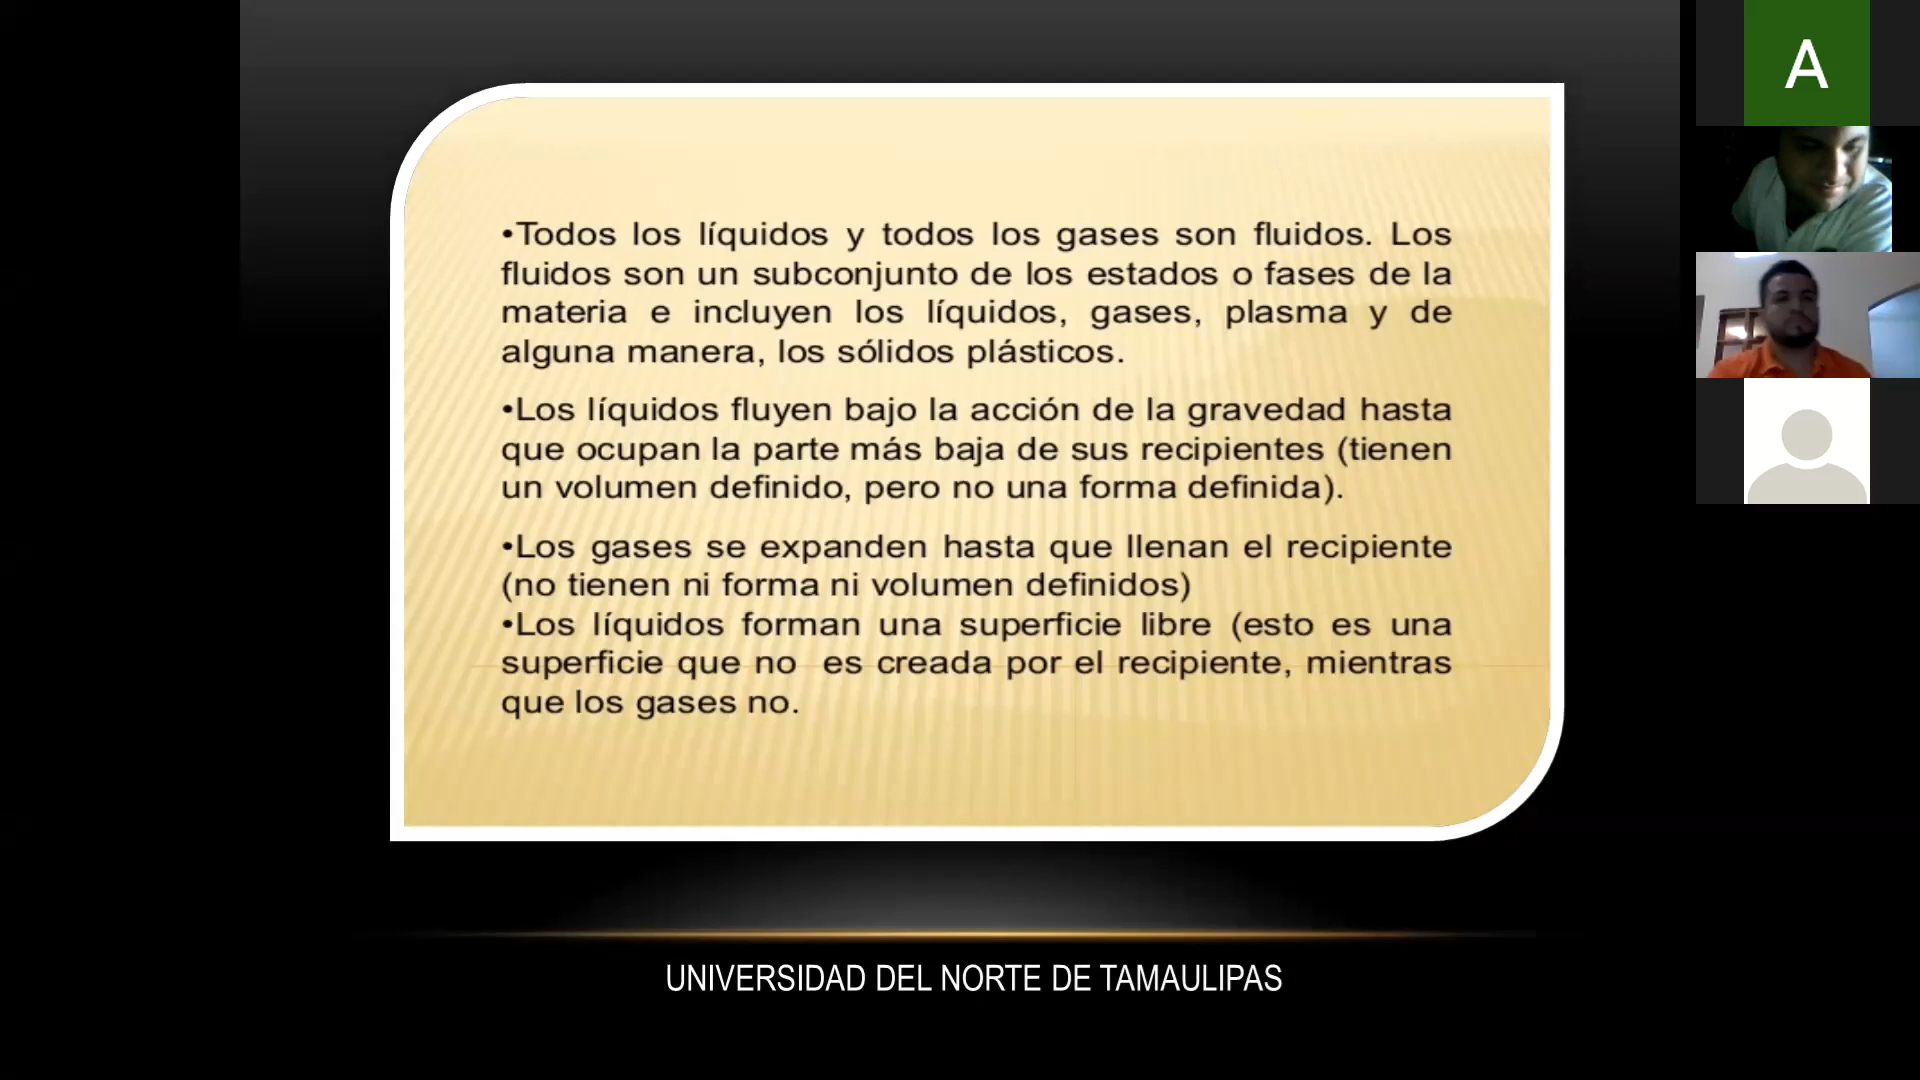 •Todos los líquidos y todos los gases son fluidos. Los
fluidos son un subconjunto de los estados o fases de la
materia e incluyen los líquidos, gases, plasma y de
alguna manera, los sólidos plásticos.
•Los líquidos fluyen bajo la acción de la gravedad hasta
que ocupan la parte más baja de sus recipientes (tienen
un volumen definido, pero no una forma definida).
•Los gases se expanden hasta que llenan el recipiente
(no tienen ni forma ni volumen definidos)
•Los líquidos forman una superficie libre (esto es una
superficie que no es creada por el recipiente, mientras
que los gases no.
UNIVERSIDAD DEL NORTE DE TAMAULIPAS
A